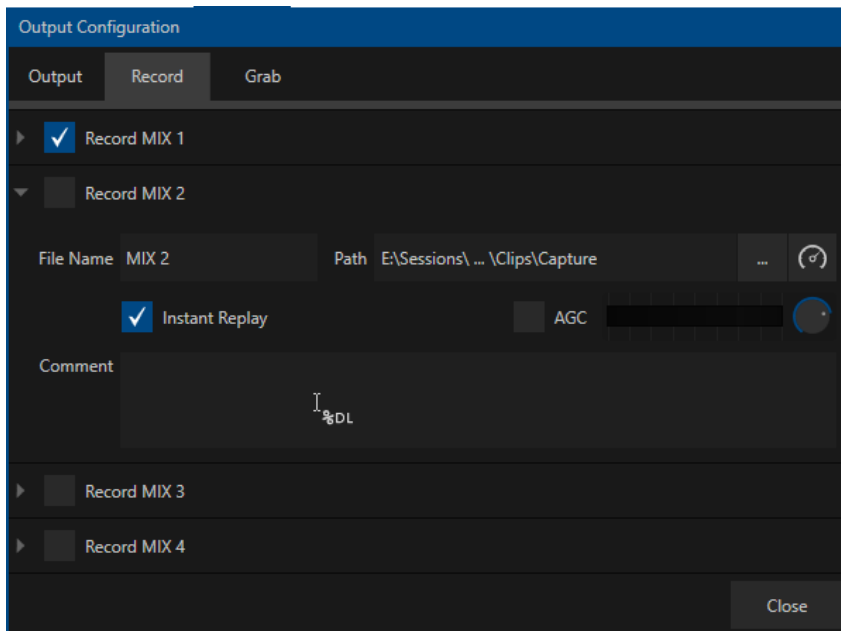 Output Configuration
Output Record Grab
Record MIX 1
Record MIX 2
File Name MIX 2 Path E:\Sessions\ ... \Clips\Capture ...
Instant Replay AGC
Comment
%DL
Record MIX 3
Record MIX 4
Close